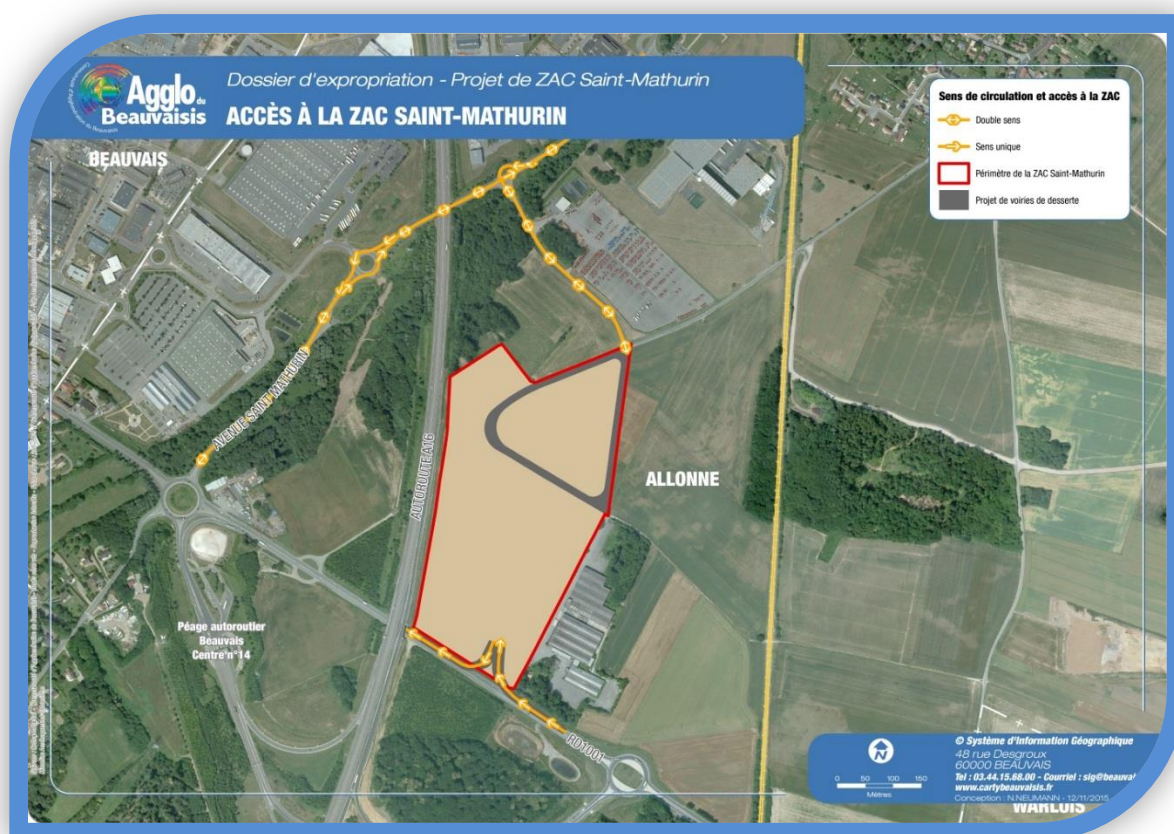 Agglo du
Beauvaisis
Dossier d'expropriation - Projet de ZAC Saint-Mathurin
ACCÈS À LA ZAC SAINT-MATHURIN
Sens de circulation et accès à la ZAC
Double sens
Sens unique
Périmètre de la ZAC Saint-Mathurin
Projet de voiries de desserte
BEAUVAIS
AVENUE SAINT-MATHURIN
AUTOROUTE A16
ALLONNE
Péage autoroutier
Beauvais
Centre n°14
RD1001
N
0 50 100 150
Mètres
© Système d'Information Géographique
48 rue Desgroux
60000 BEAUVAIS
Tel : 03.44.15.68.00 - Courriel : sig@beauvai
www.cartybeauvaisis.fr
Conception : N.NEUMANN - 12/11/2015
WARLUIS